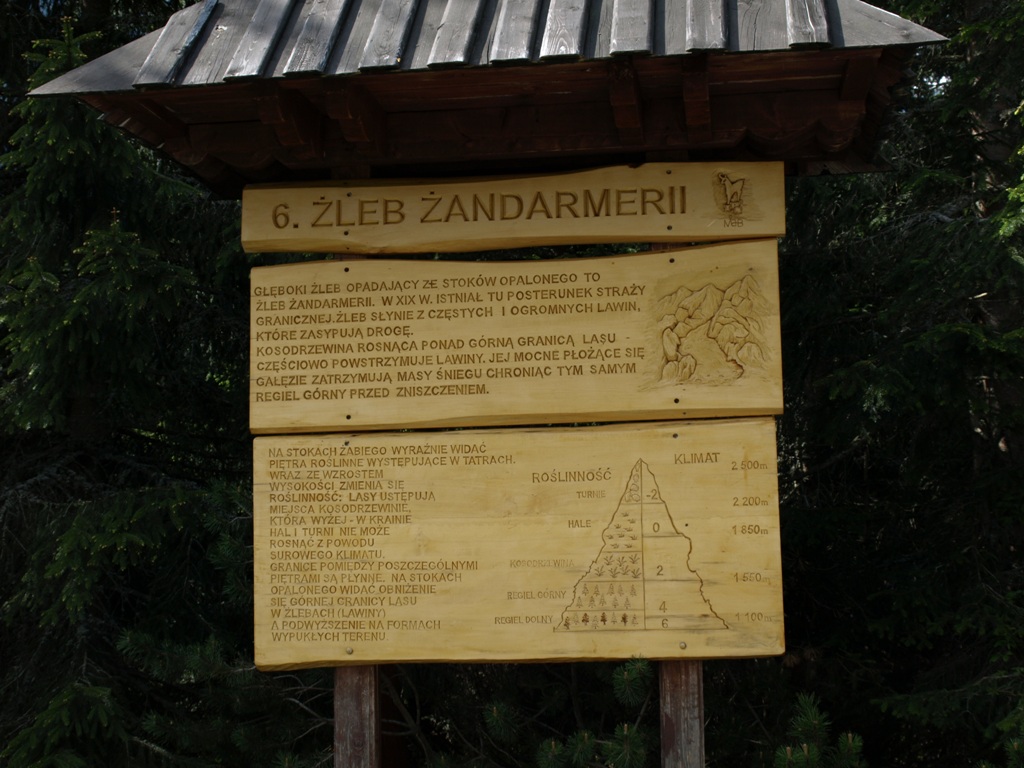 6. ŻLEB ŻANDARMERII
GŁĘBOKI ŻLEB OPADAJĄCY ZE STOKÓW OPALONEGO TO
ŻLEB ŻANDARMERII. W XIX W. ISTNIAŁ TU POSTERUNEK STRAŻY
GRANICZNEJ. ŻLEB SŁYNIE Z CZĘSTYCH I OGROMNYCH LAWIN,
KTÓRE ZASYPUJĄ DROGĘ.
KOSODRZEWINA ROSNĄCA PONAD GÓRNĄ GRANICĄ LASU -
CZĘŚCIOWO POWSTRZYMUJE LAWINY. JEJ MOCNE PŁOŻĄCE SIĘ
GAŁĘZIE ZATRZYMUJĄ MASY ŚNIEGU CHRONIĄC TYM SAMYM
REGIEL GÓRNY PRZED ZNISZCZENIEM.
NA STOKACH ŻABIEGO WYRAŹNIE WIDAĆ
PIĘTRA ROŚLINNE WYSTĘPUJĄCE W TATRACH.
WRAZ ZE WZROSTEM
WYSOKOŚCI ZMIENIA SIĘ
ROŚLINNOŚĆ: LASY USTĘPUJĄ
MIEJSCA KOSODRZEWINIE,
KTÓRA WYŻEJ - W KRAINIE
HAL I TURNI NIE MOŻE
ROSNĄĆ Z POWODU
SUROWEGO KLIMATU.
GRANICE POMIĘDZY POSZCZEGÓLNYMI
PIĘTRAMI SĄ PŁYNNE. NA STOKACH
OPALONEGO WIDAĆ OBNIŻENIE
SIĘ GÓRNEJ GRANICY LASU
W ŻLEBACH (LAWINY)
A PODWYŻSZENIE NA FORMACH
WYPUKŁYCH TERENU.
ROŚLINNOŚĆ KLIMAT 2 500m
TURNIE -2 2 200m
HALE 0 1 850m
KOSODRZEWINA 2 1 550m
REGIEL GÓRNY 4
REGIEL DOLNY 6 1 100m